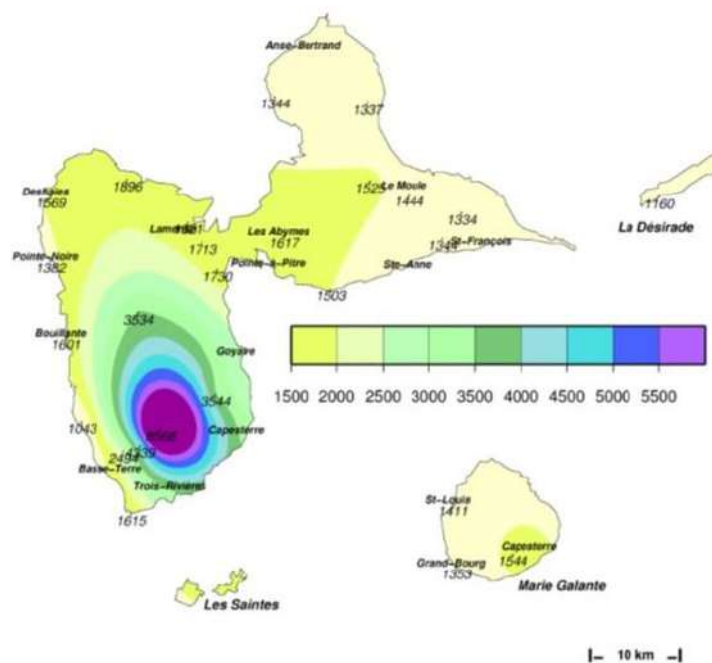 Anse-Bertrand
1344
1337
Deshaies
1569
1896
1525
Le Moule
1444
1160
La Désirade
Les Abymes
1617
1713
1334
St-François
1344
Pointe-Noire
1382
1730
Pointe-à-Pitre
Ste-Anne
1503
3534
Bouillante
1601
Goyave
1500 2000 2500 3000 3500 4000 4500 5000 5500
3544
1043
Capesterre
2494
4339
Basse-Terre
Trois-Rivières
1615
St-Louis
1411
Capesterre
1544
Grand-Bourg
1353
Marie Galante
Les Saintes
10 km